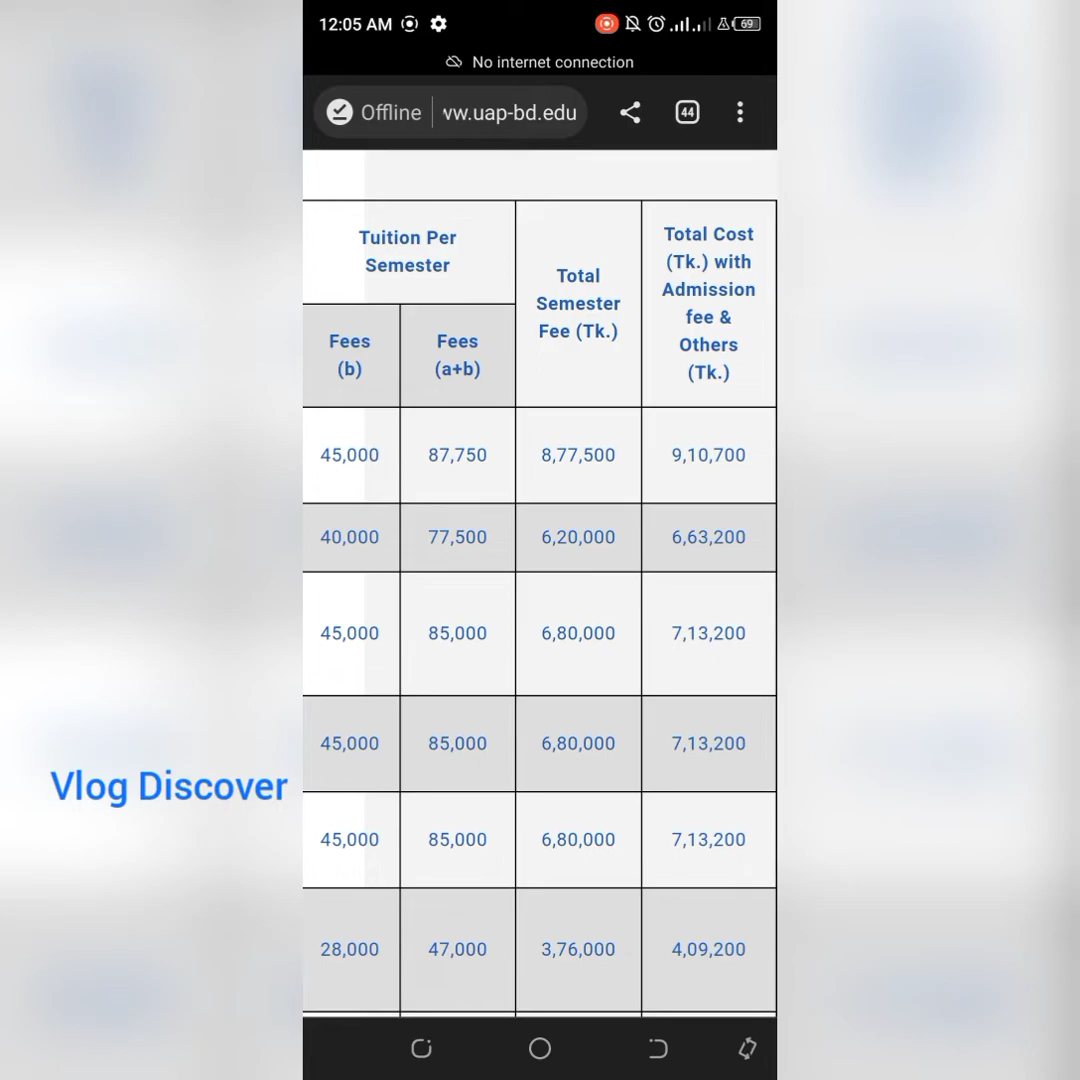 12:05 AM 69
No internet connection
Offline vw.uap-bd.edu 44
Tuition Per
Semester
Total
Semester
Fee (Tk.)
Total Cost
(Tk.) with
Admission
fee &
Others
(Tk.)
Fees
(b)
Fees
(a+b)
45,000 87,750 8,77,500 9,10,700
40,000 77,500 6,20,000 6,63,200
45,000 85,000 6,80,000 7,13,200
45,000 85,000 6,80,000 7,13,200
Vlog Discover
45,000 85,000 6,80,000 7,13,200
28,000 47,000 3,76,000 4,09,200